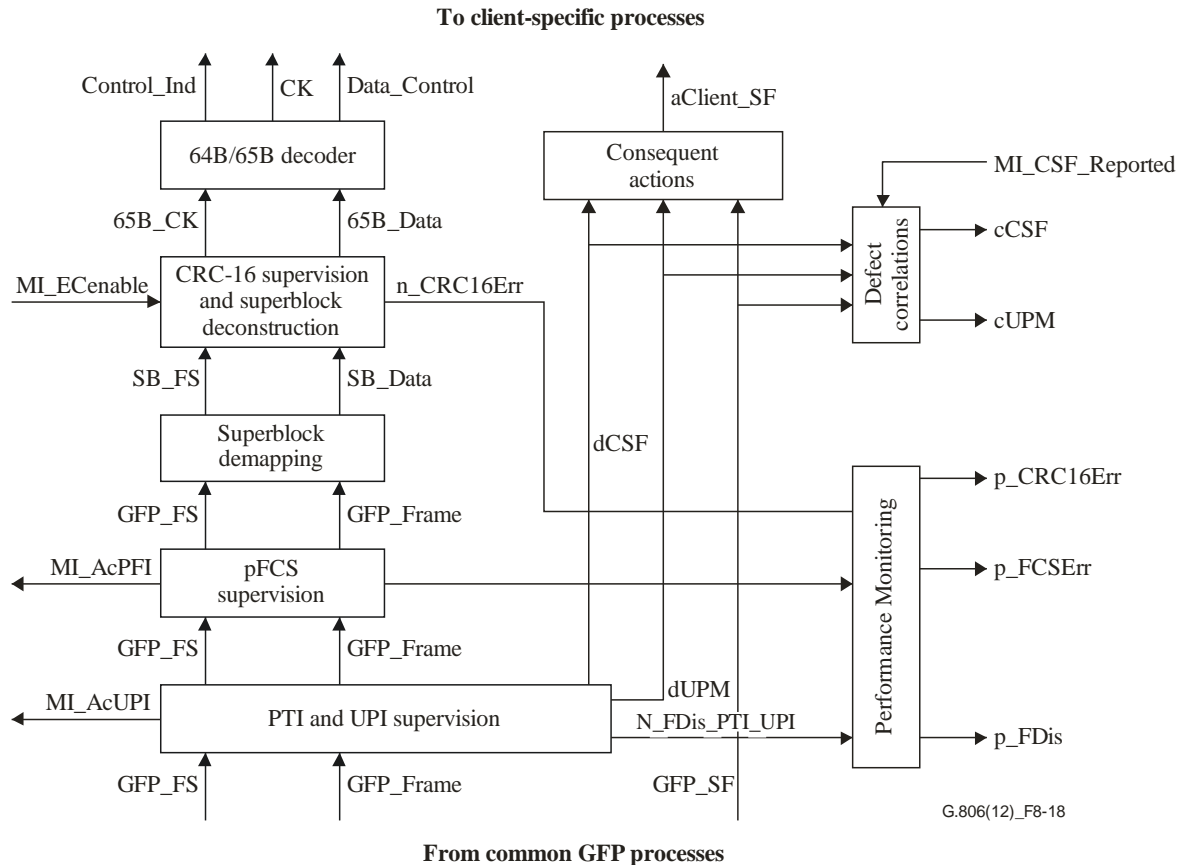 To client-specific processes
Control_Ind
CK
Data_Control
aClient_SF
64B/65B decoder
Consequent
actions
MI_CSF_Reported
65B_CK
65B_Data
cCSF
MI_ECenable
CRC-16 supervision
and superblock
deconstruction
n_CRC16Err
Defect
correlations
cUPM
SB_FS
SB_Data
Superblock
demapping
dCSF
p_CRC16Err
GFP_FS
GFP_Frame
MI_AcPFI
pFCS
supervision
p_FCSErr
Performance Monitoring
GFP_FS
GFP_Frame
MI_AcUPI
PTI and UPI supervision
dUPM
N_FDis_PTI_UPI
p_FDis
GFP_FS
GFP_Frame
GFP_SF
G.806(12)_F8-18
From common GFP processes